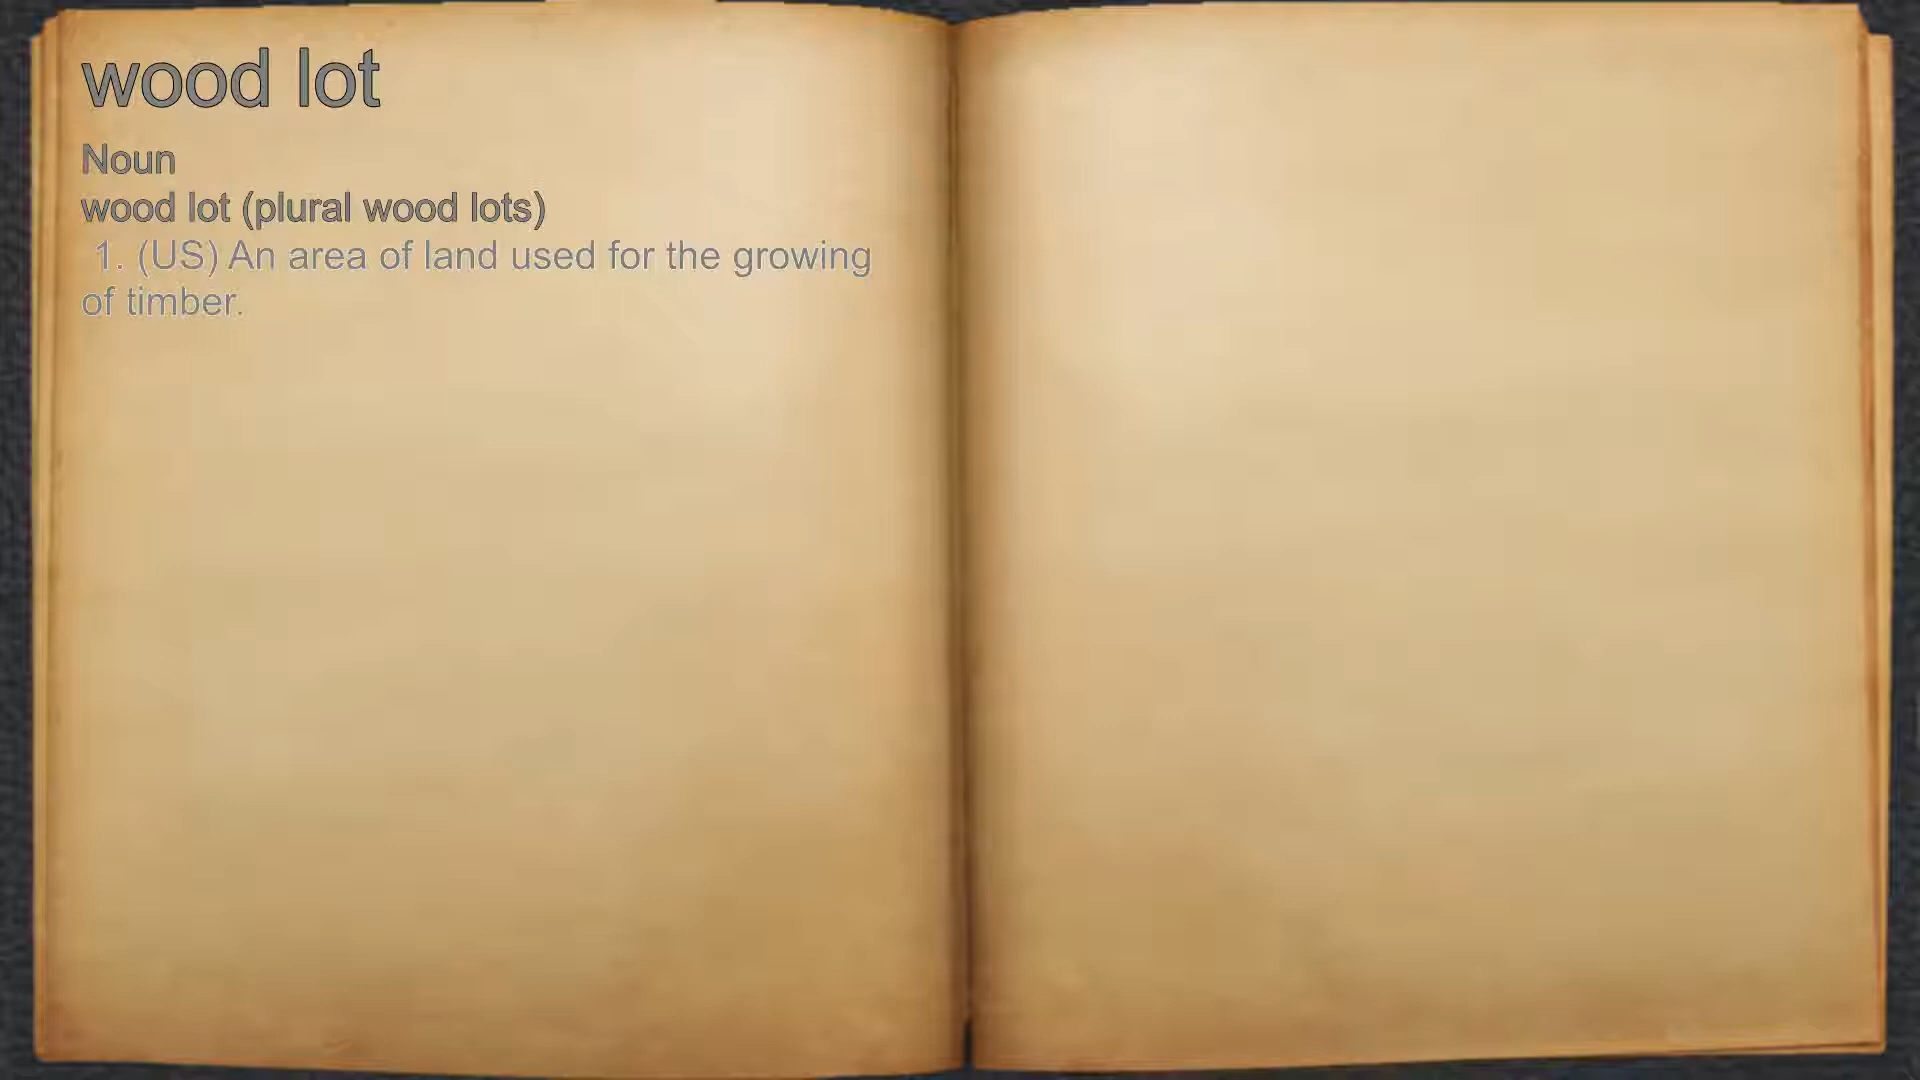 wood lot
Noun
wood lot (plural wood lots)
1. (US) An area of land used for the growing
of timber.